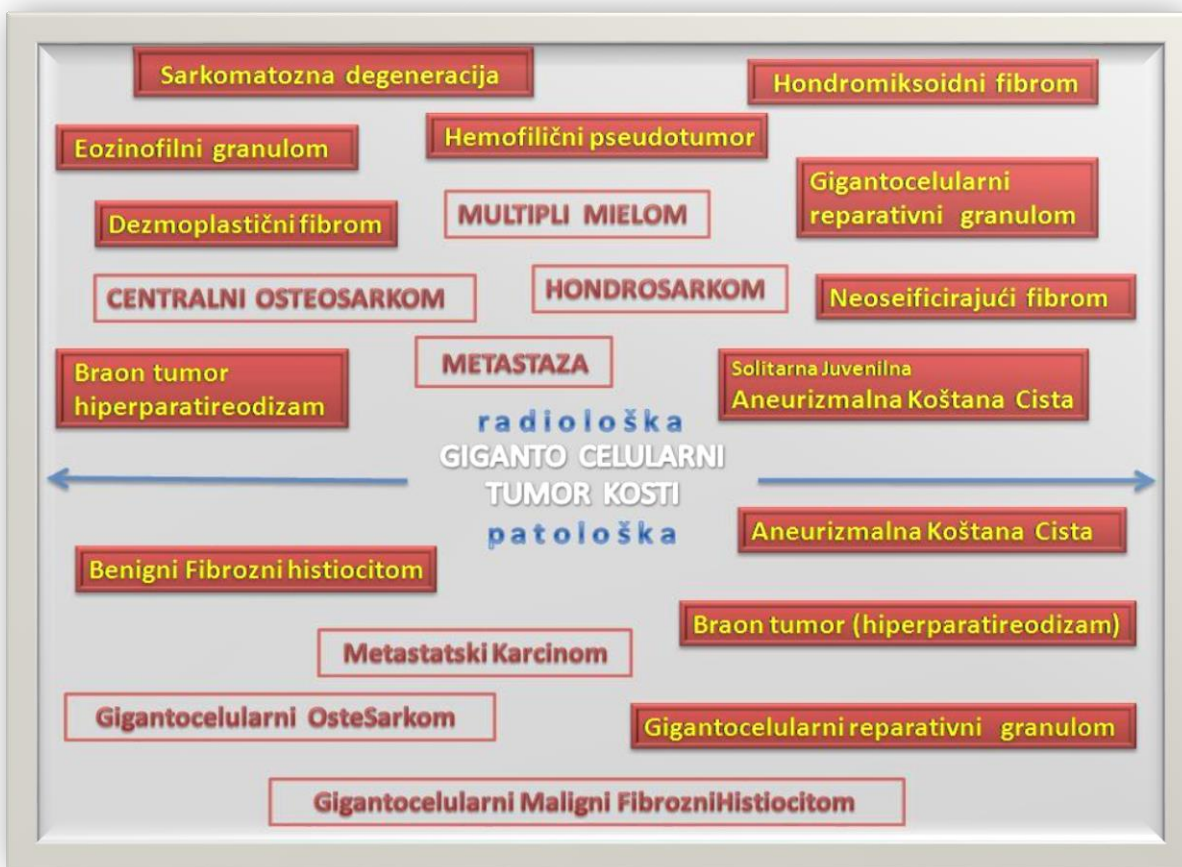 Sarkomatozna degeneracija
Hondromiksoidni fibrom
Eozinofilni granulom
Hemofilični pseudotumor
Gigantocelularni
reparativni granulom
Dezmoplastični fibrom
MULTIPLI MIELOM
CENTRALNI OSTEOSARKOM
HONDROSARKOM
Neoseificirajući fibrom
Braon tumor
hiperparatireodizam
METASTAZA
Solitarna Juvenilna
Aneurizmalna Koštana Cista
radiološka
GIGANTO CELULARNI
TUMOR KOSTI
patološka
Aneurizmalna Koštana Cista
Benigni Fibrozni histiocitom
Braon tumor (hiperparatireodizam)
Metastatski Karcinom
Gigantocelularni OsteSarkom
Gigantocelularni reparativni granulom
Gigantocelularni Maligni FibrozniHistiocitom